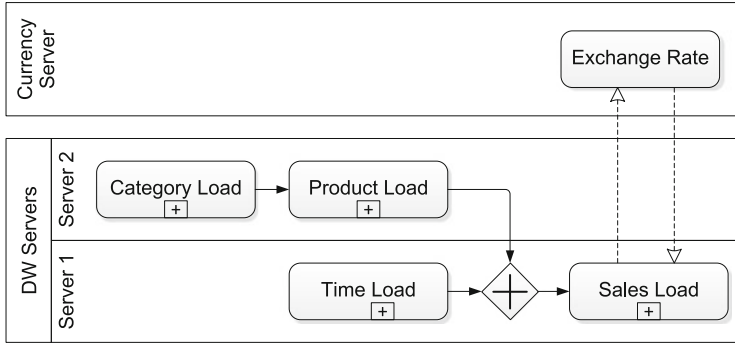 Currency
Server
Exchange Rate
DW Servers
Server 2
Category Load
+
Product Load
+
Server 1
Time Load
+
Sales Load
+